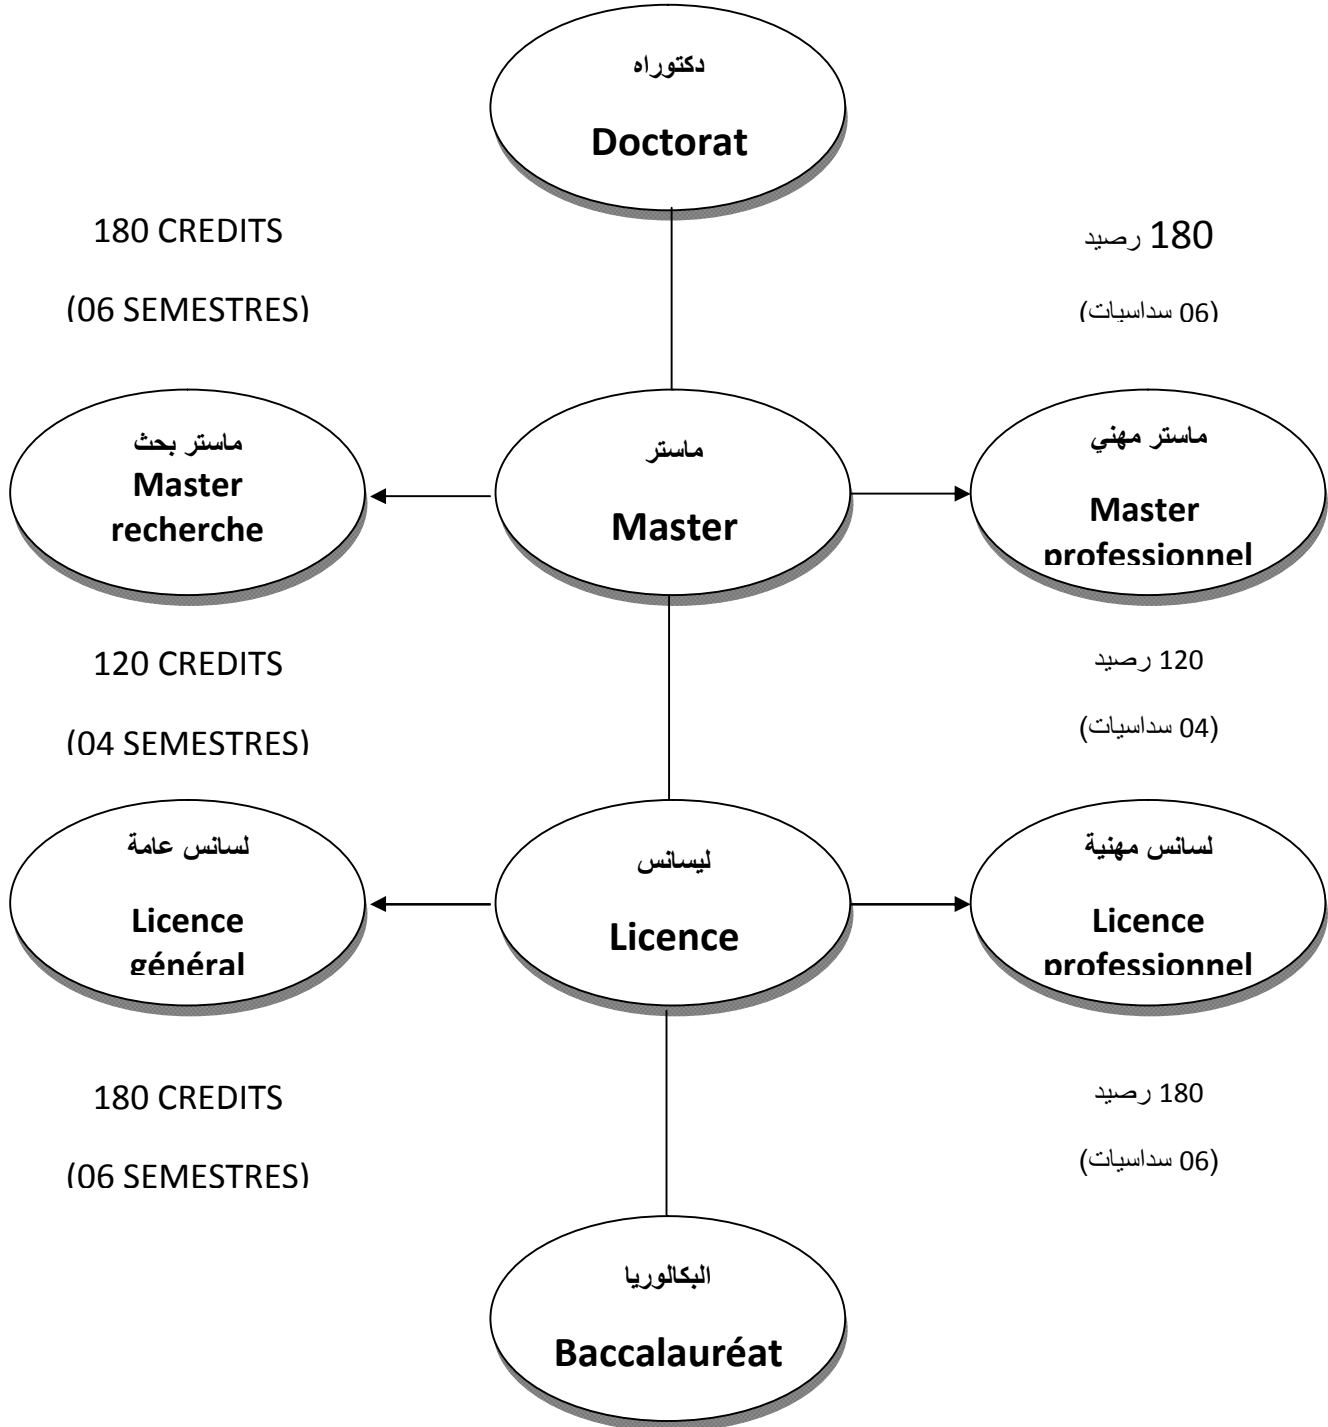 دكتوراه
Doctorat
180 CREDITS
180 رصيد
(06 SEMESTRES)
(06 سداسيات)
ماستر بحث
Master
recherche
ماستر
Master
ماستر مهني
Master
professionnel
120 CREDITS
120 رصيد
(04 SEMESTRES)
(04 سداسيات)
لسانس عامة
Licence
général
ليسانس
Licence
لسانس مهنية
Licence
professionnel
180 CREDITS
180 رصيد
(06 SEMESTRES)
(06 سداسيات)
البكالوريا
Baccalauréat